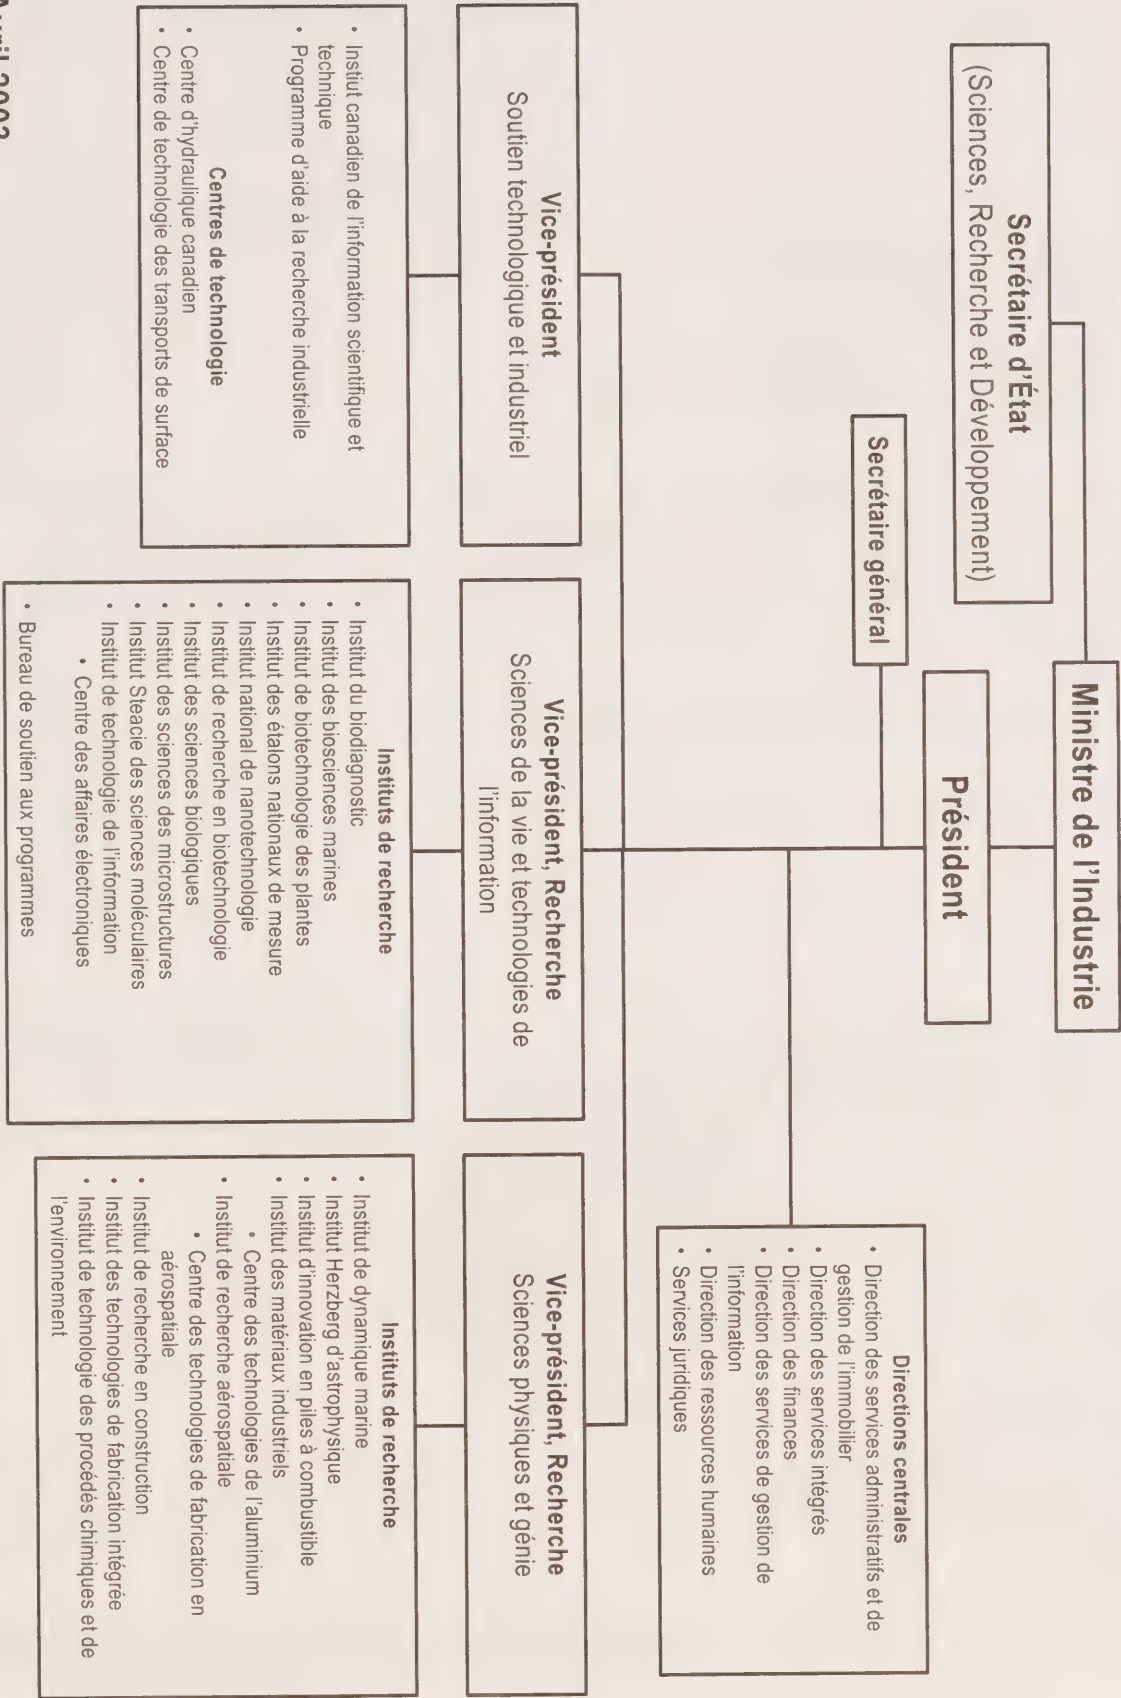 Ministre de l'Industrie
Secrétaire d'État
(Sciences, Recherche et Développement)
Président
Secrétaire général
Directions centrales
• Direction des services administratifs et de
gestion de l'immobilier
• Direction des services intégrés
• Direction des finances
• Direction des services de gestion de
l'information
• Direction des ressources humaines
• Services juridiques
Vice-président
Soutien technologique et industriel
Vice-président, Recherche
Sciences de la vie et technologies de
l'information
Vice-président, Recherche
Sciences physiques et génie
• Instiut canadien de l'information scientifique et
technique
• Programme d'aide à la recherche industrielle
Centres de technologie
• Centre d'hydraulique canadien
• Centre de technologie des transports de surface
Instituts de recherche
• Institut du biodiagnostic
• Institut des biosciences marines
• Institut de biotechnologie des plantes
• Institut des étalons nationaux de mesure
• Institut national de nanotechnologie
• Institut de recherche en biotechnologie
• Institut des sciences biologiques
• Institut des sciences des microstructures
• Institut Steacie des sciences moléculaires
• Institut de technologie de l'information
• Centre des affaires électroniques
• Bureau de soutien aux programmes
Instituts de recherche
• Institut de dynamique marine
• Institut Herzberg d'astrophysique
• Institut d'innovation en piles à combustible
• Institut des matériaux industriels
• Centre des technologies de l'aluminium
• Institut de recherche aérospatiale
• Centre des technologies de fabrication en
aérospatiale
• Institut de recherche en construction
• Institut des technologies de fabrication intégrée
• Institut de technologie des procédés chimiques et de
l'environnement
Avril